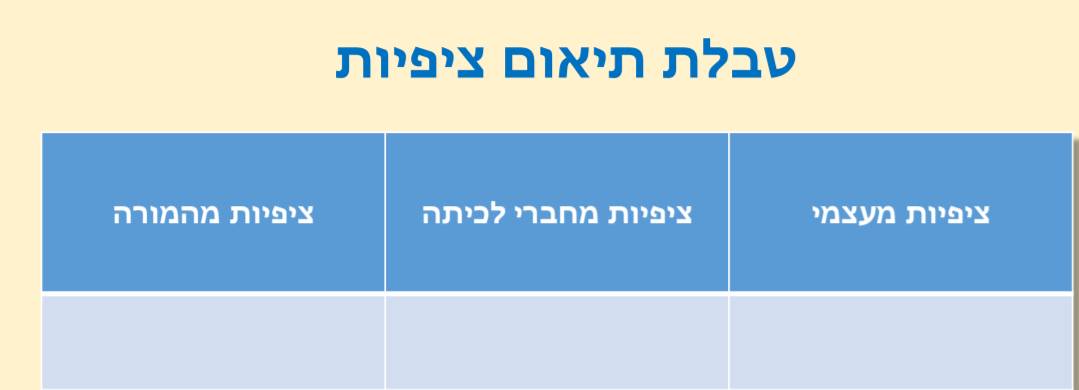 טבלת תיאום ציפיות
ציפיות מעצמי
ציפיות מחברי לכיתה
ציפיות מהמורה